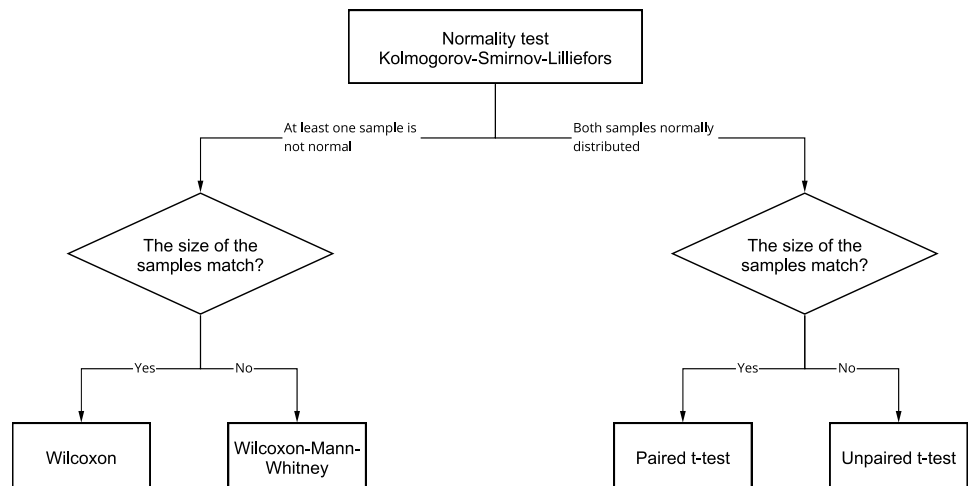 Normality test
Kolmogorov-Smirnov-Lilliefors
At least one sample is
not normal
Both samples normally
distributed
The size of the
samples match?
The size of the
samples match?
Yes
No
Yes
No
Wilcoxon
Wilcoxon-Mann-
Whitney
Paired t-test
Unpaired t-test